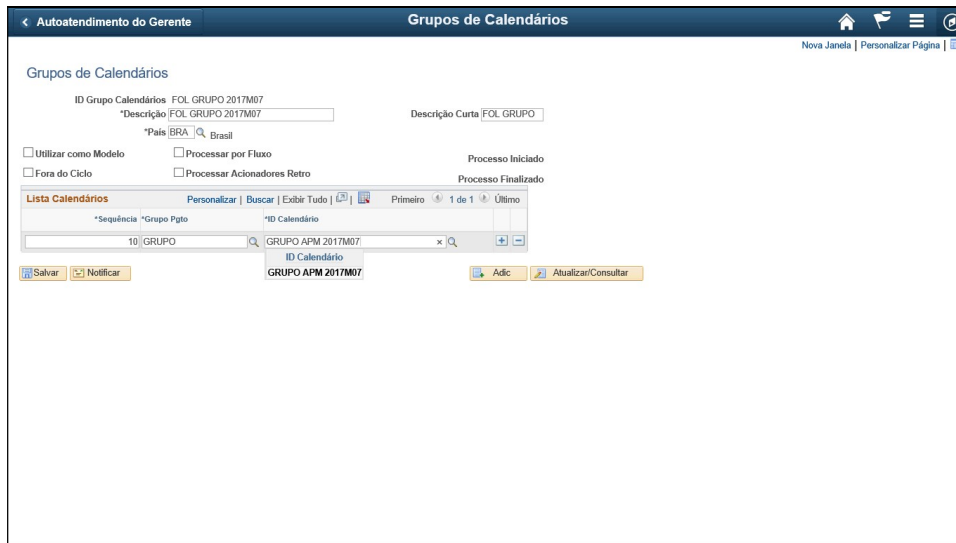 Autoatendimento do Gerente
Grupos de Calendários
Nova Janela | Personalizar Página |
Grupos de Calendários
ID Grupo Calendários FOL GRUPO 2017M07
*Descrição FOL GRUPO 2017M07 Descrição Curta FOL GRUPO
*País BRA Brasil
Utilizar como Modelo Processar por Fluxo Processo Iniciado
Fora do Ciclo Processar Acionadores Retro Processo Finalizado
Lista Calendários Personalizar | Buscar | Exibir Tudo | | Primeiro 1 de 1 Último
*Sequência *Grupo Pgto *ID Calendário
10 GRUPO GRUPO APM 2017M07 ×
ID Calendário
GRUPO APM 2017M07
Salvar Notificar Adic Atualizar/Consultar